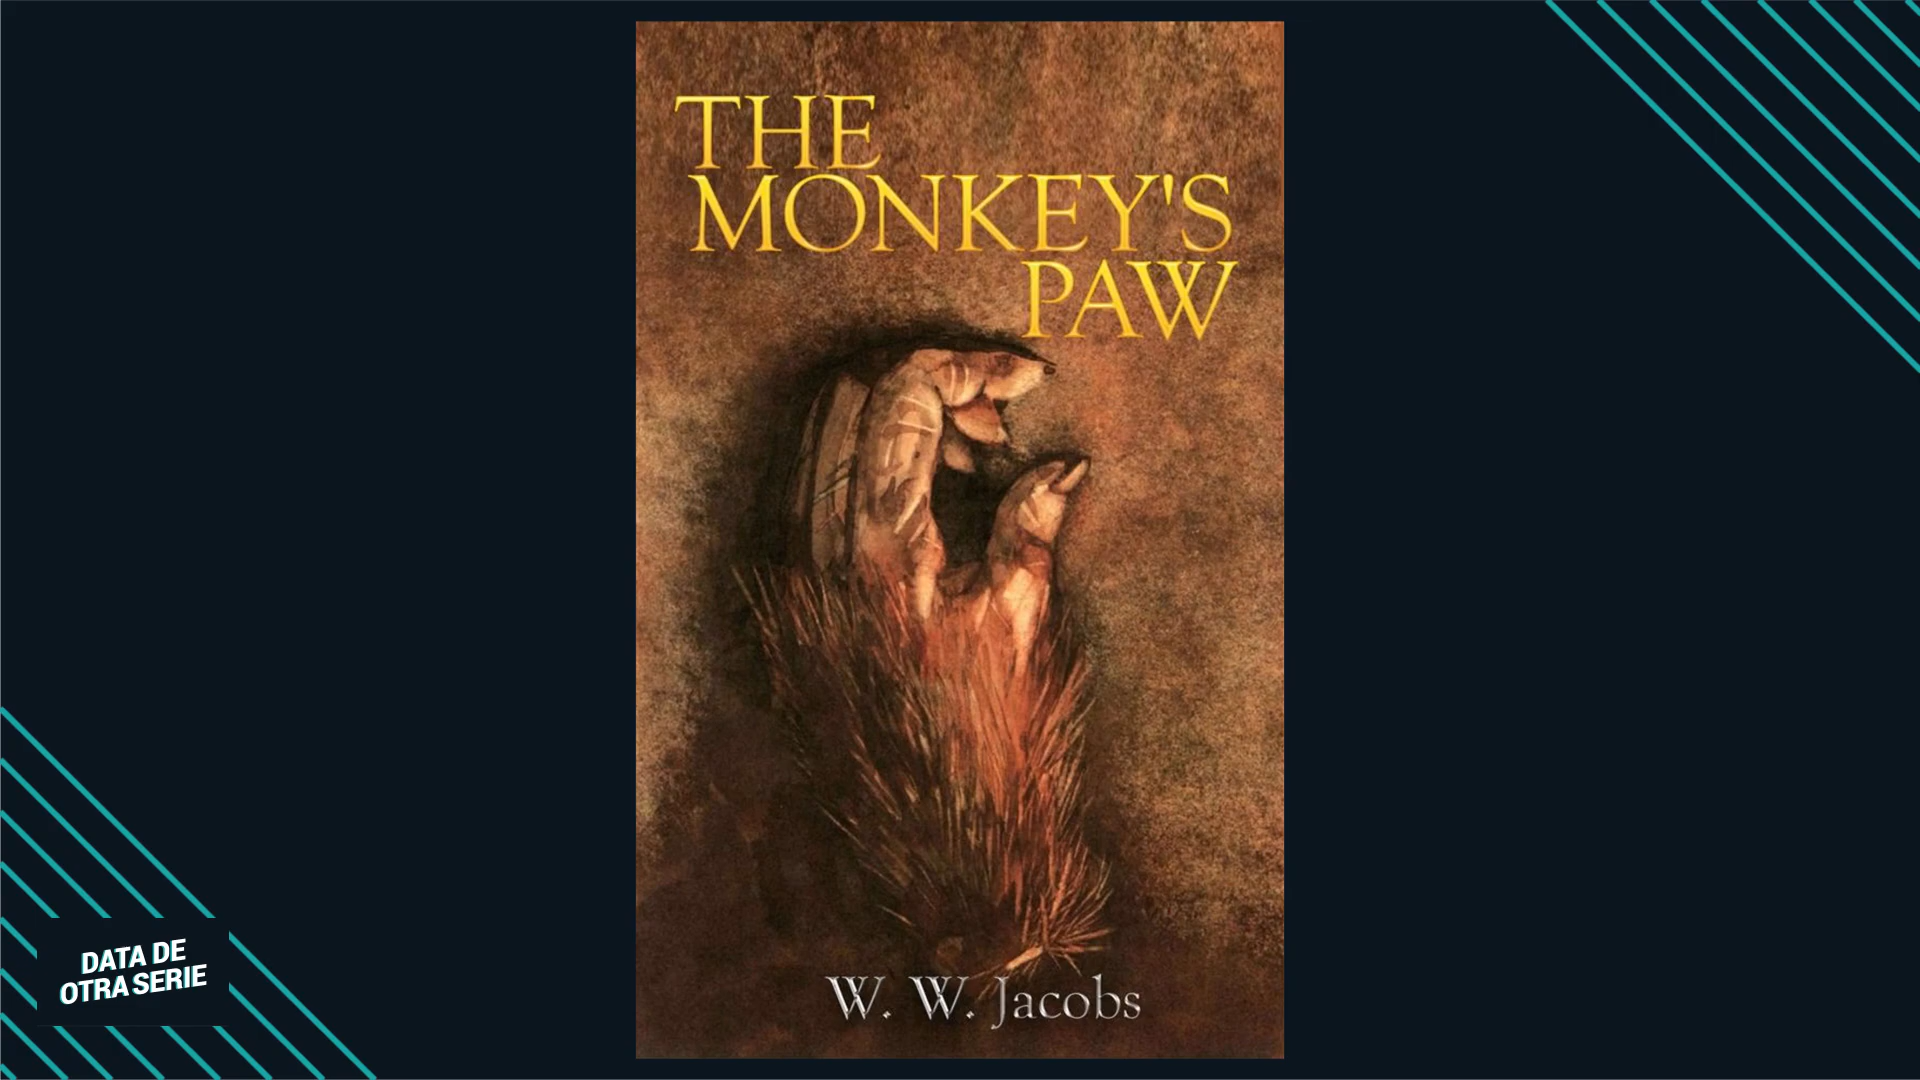 THE
MONKEY'S
PAW
W. W. Jacobs
DATA DE
OTRA SERIE